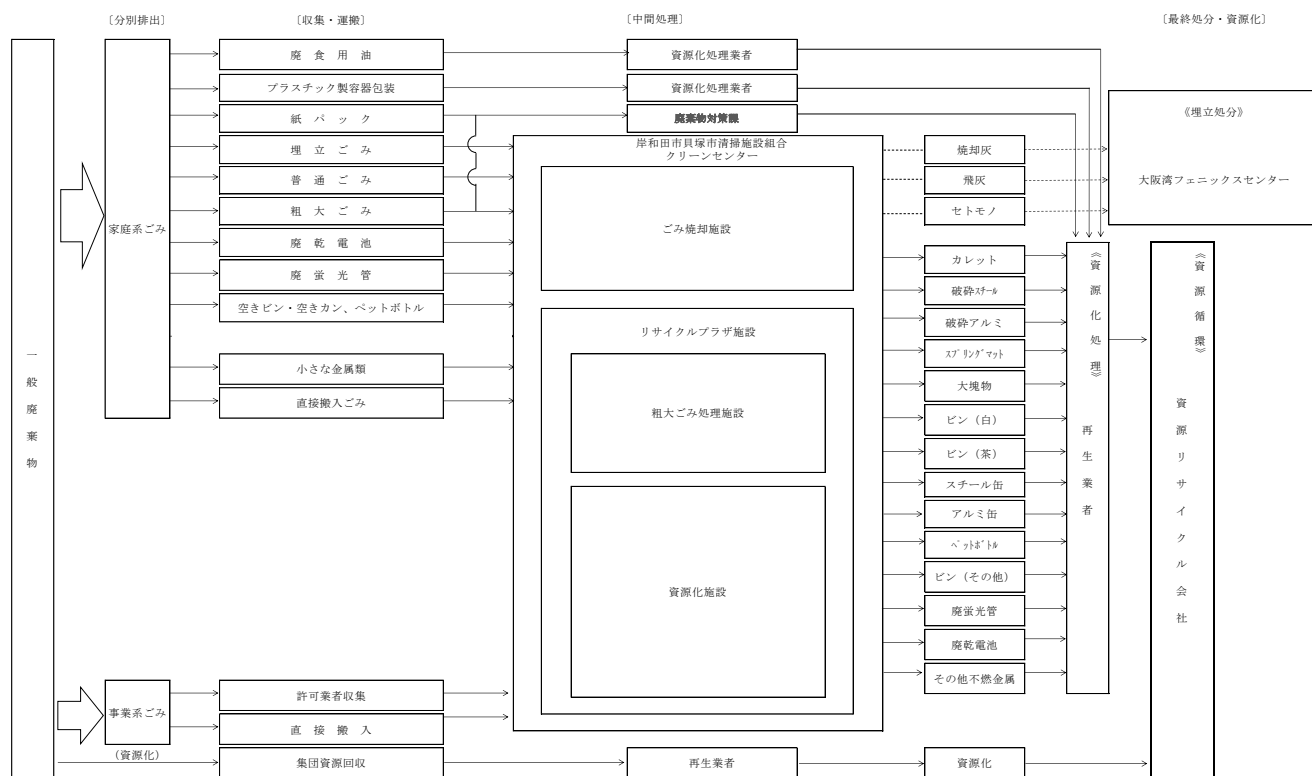 〔分別排出〕
〔収集・運搬〕
〔中間処理〕
〔最終処分・資源化〕
一般廃棄物
家庭系ごみ
廃食用油
資源化処理業者
プラスチック製容器包装
資源化処理業者
紙パック
廃棄物対策課
埋立ごみ
普通ごみ
粗大ごみ
廃乾電池
廃蛍光管
空きビン・空きカン、ペットボトル
小さな金属類
直接搬入ごみ
岸和田市貝塚市清掃施設組合
クリーンセンター
ごみ焼却施設
リサイクルプラザ施設
粗大ごみ処理施設
資源化施設
焼却灰
飛灰
セトモノ
カレット
破砕ｽﾁｰﾙ
破砕アルミ
ｽﾌﾟﾘﾝｸﾞﾏｯﾄ
大塊物
ビン（白）
ビン（茶）
スチール缶
アルミ缶
ﾍﾟｯﾄﾎﾞﾄﾙ
ビン（その他）
廃蛍光管
廃乾電池
その他不燃金属
《埋立処分》
大阪湾フェニックスセンター
《資源化処理》
再生業者
《資源循環》
資源リサイクル会社
事業系ごみ
許可業者収集
直接搬入
(資源化)
集団資源回収
再生業者
資源化